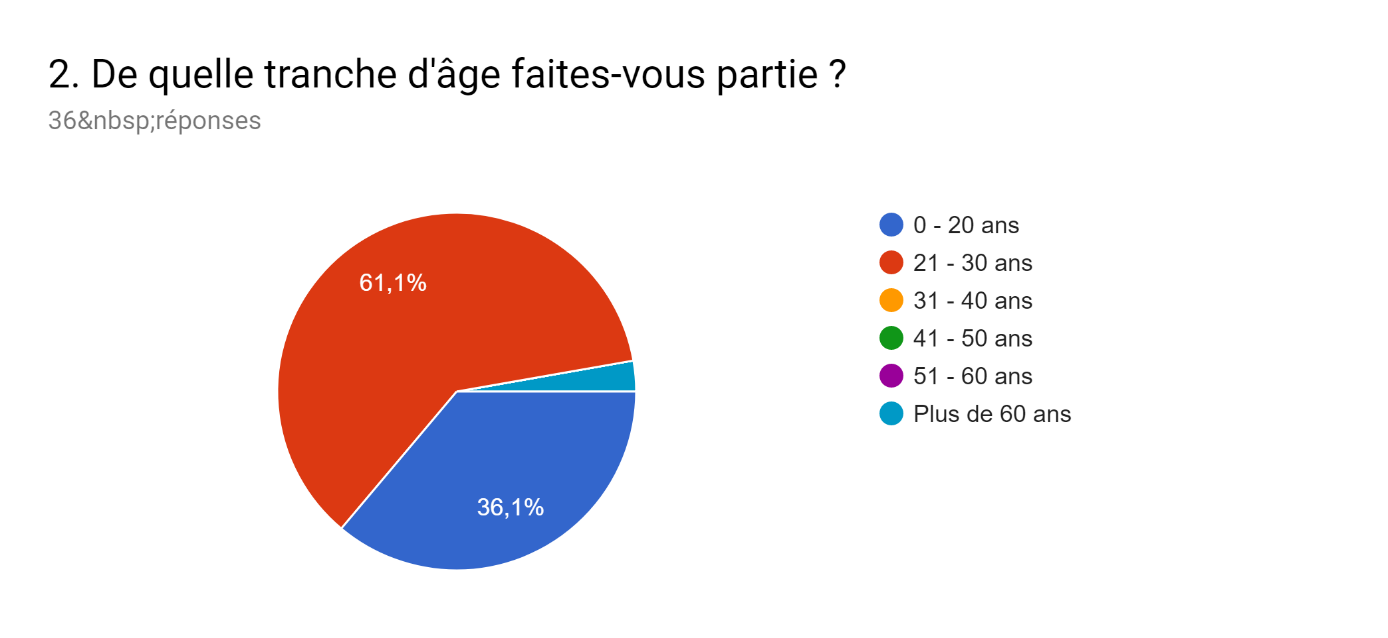 2. De quelle tranche d'âge faites-vous partie ?
36&nbsp;réponses
61,1%
36,1%
0 - 20 ans
21 - 30 ans
31 - 40 ans
41 - 50 ans
51 - 60 ans
Plus de 60 ans